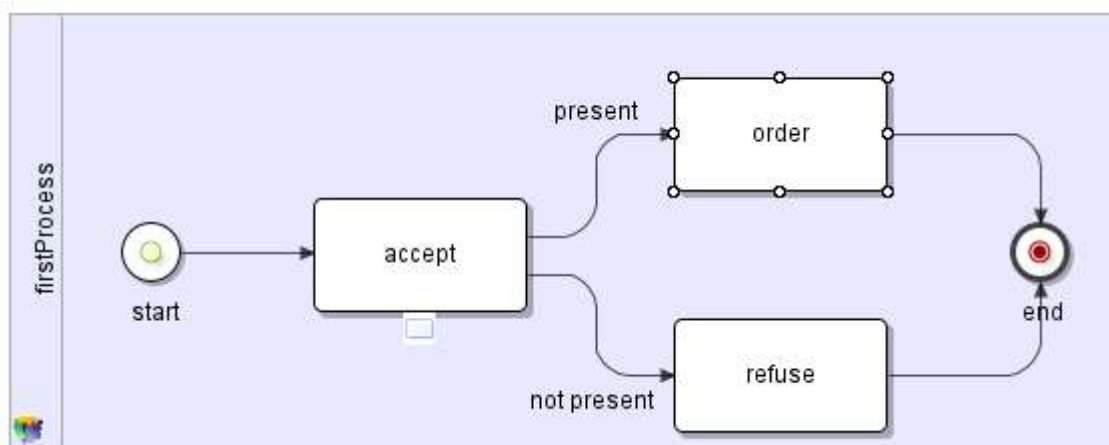 firstProcess
start
accept
present
not present
order
refuse
end